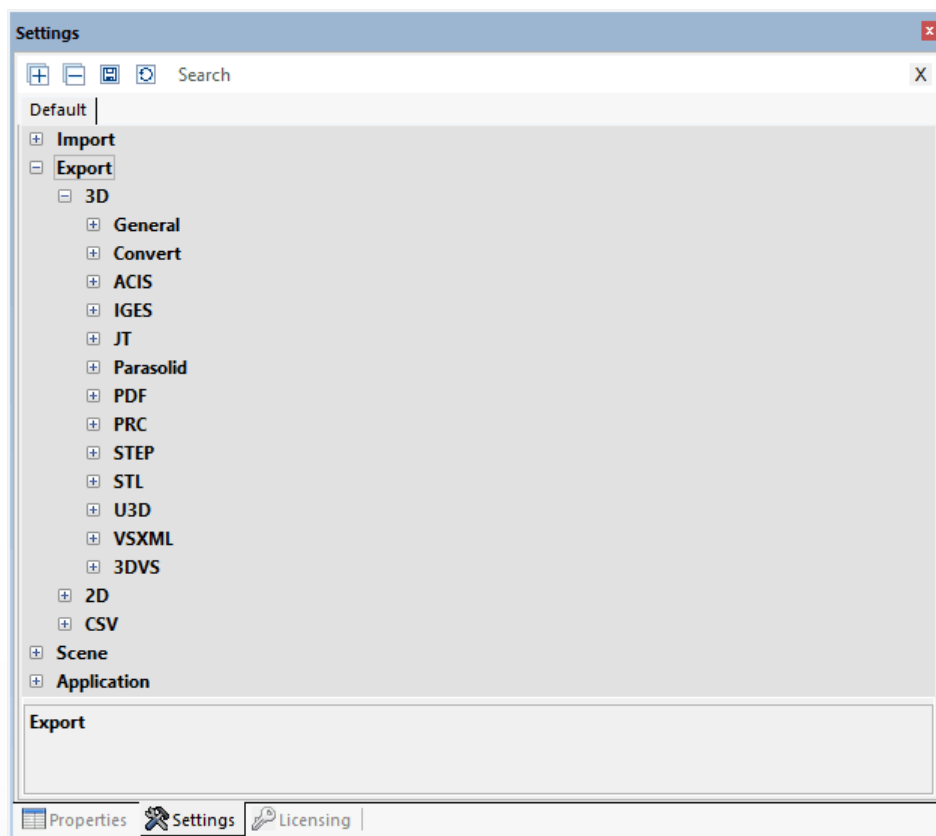 Settings
Search X
Default
Import
Export
3D
General
Convert
ACIS
IGES
JT
Parasolid
PDF
PRC
STEP
STL
U3D
VSXML
3DVS
2D
CSV
Scene
Application
Export
Properties Settings Licensing